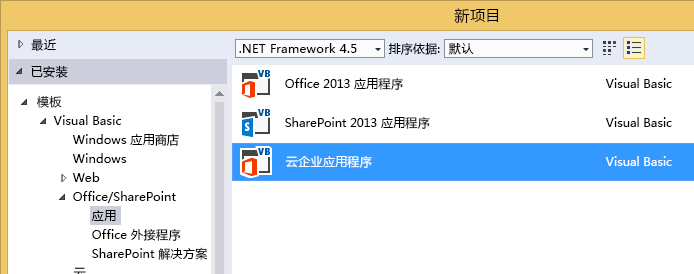 新项目
最近
.NET Framework 4.5 排序依据: 默认
已安装
模板
Visual Basic
Windows 应用商店
Windows
Web
Office/SharePoint
应用
Office 外接程序
SharePoint 解决方案
云
VB Office 2013 应用程序 Visual Basic
VB SharePoint 2013 应用程序 Visual Basic
VB 云企业应用程序 Visual Basic